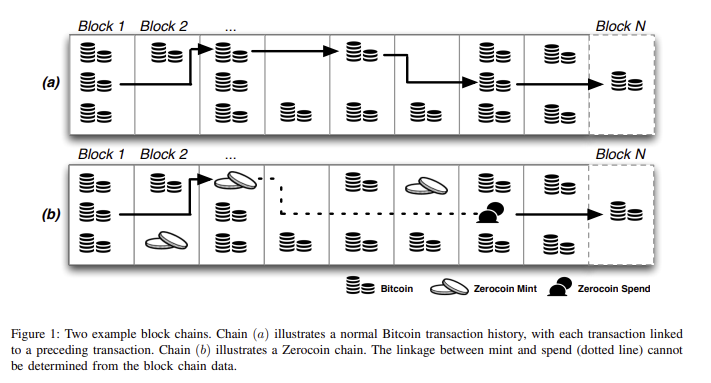 Block 1 Block 2 ... Block N
(a)
Block 1 Block 2 ... Block N
(b)
Bitcoin Zerocoin Mint Zerocoin Spend
Figure 1: Two example block chains. Chain (a) illustrates a normal Bitcoin transaction history, with each transaction linked
to a preceding transaction. Chain (b) illustrates a Zerocoin chain. The linkage between mint and spend (dotted line) cannot
be determined from the block chain data.